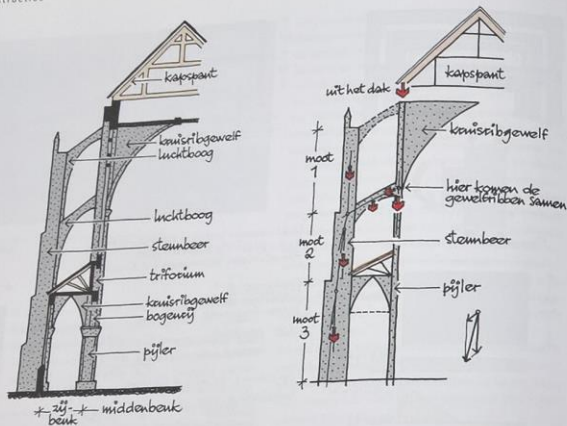 kapspant
kruisribgewelf
luchtboog
luchtboog
steunbeer
triforium
kruisribgewelf
bogenrij
pijler
zij-
beuk
middenbeuk
kapspant
uit het dak
kruisribgewelf
moot
1
hier komen de
gewelfribben samen
steunbeer
moot
2
pijler
moot
3